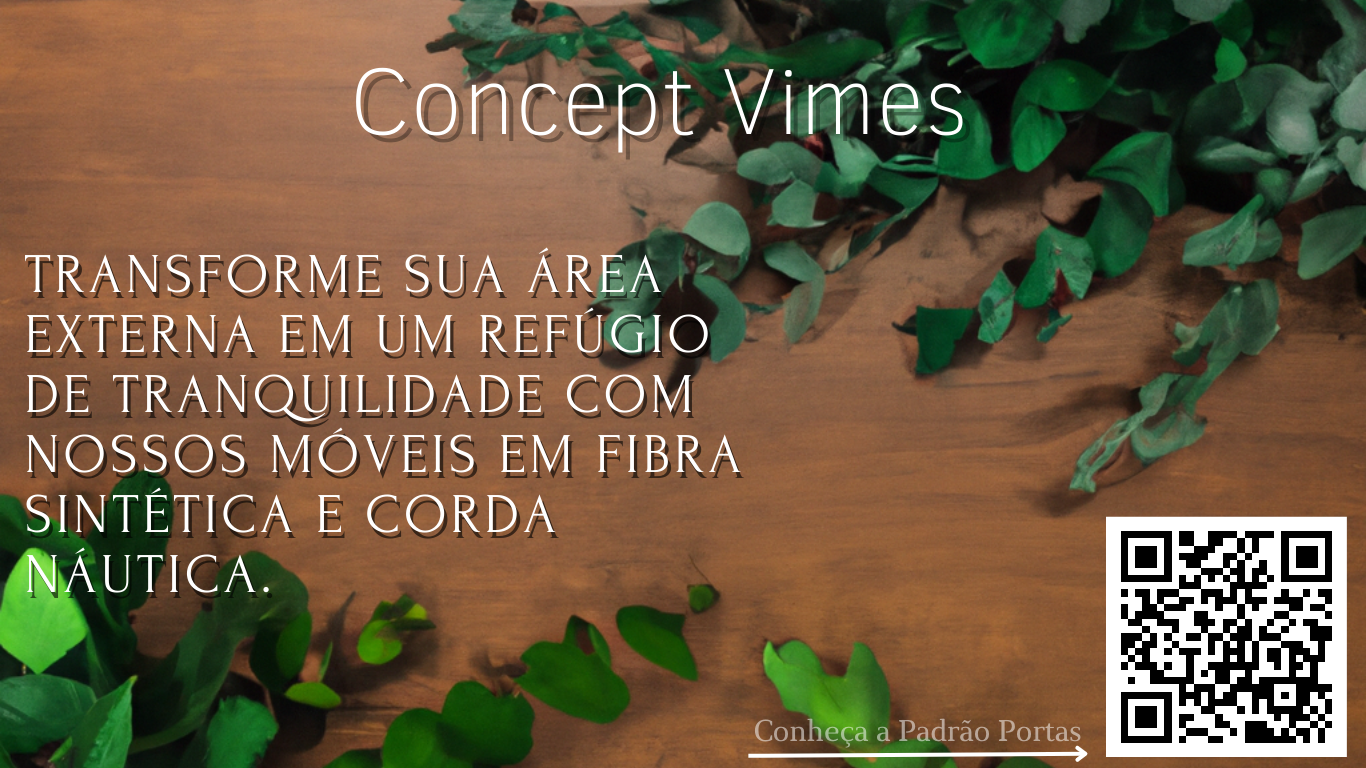 Concept Vimes
TRANSFORME SUA ÁREA
EXTERNA EM UM REFÚGIO
DE TRANQUILIDADE COM
NOSSOS MÓVEIS EM FIBRA
SINTÉTICA E CORDA
NÁUTICA.
Conheça a Padrão Portas